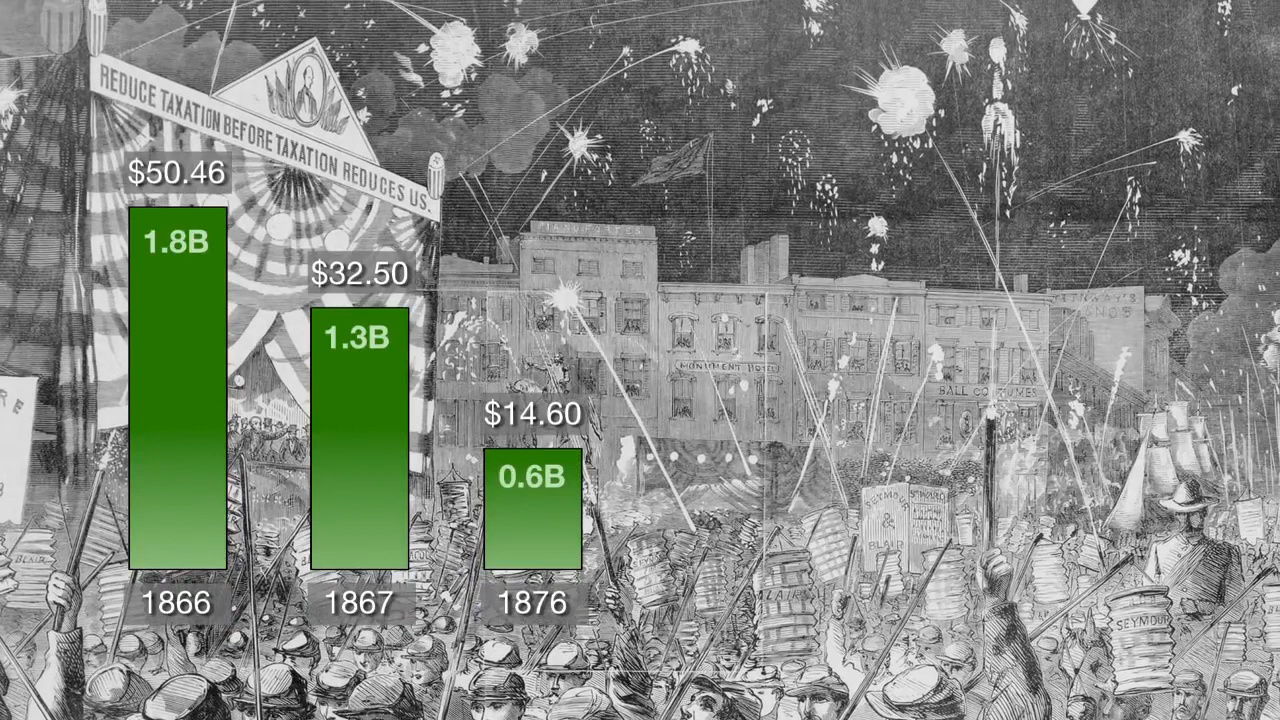 REDUCE TAXATION BEFORE TAXATION REDUCES US.
$50.46
1.8B
$32.50
1.3B
$14.60
0.6B
1866
1867
1876
MONUMENT HOTEL
BALL COSTUMES
SEYMOUR
&
BLAIR
BLAIR
SEYMOUR